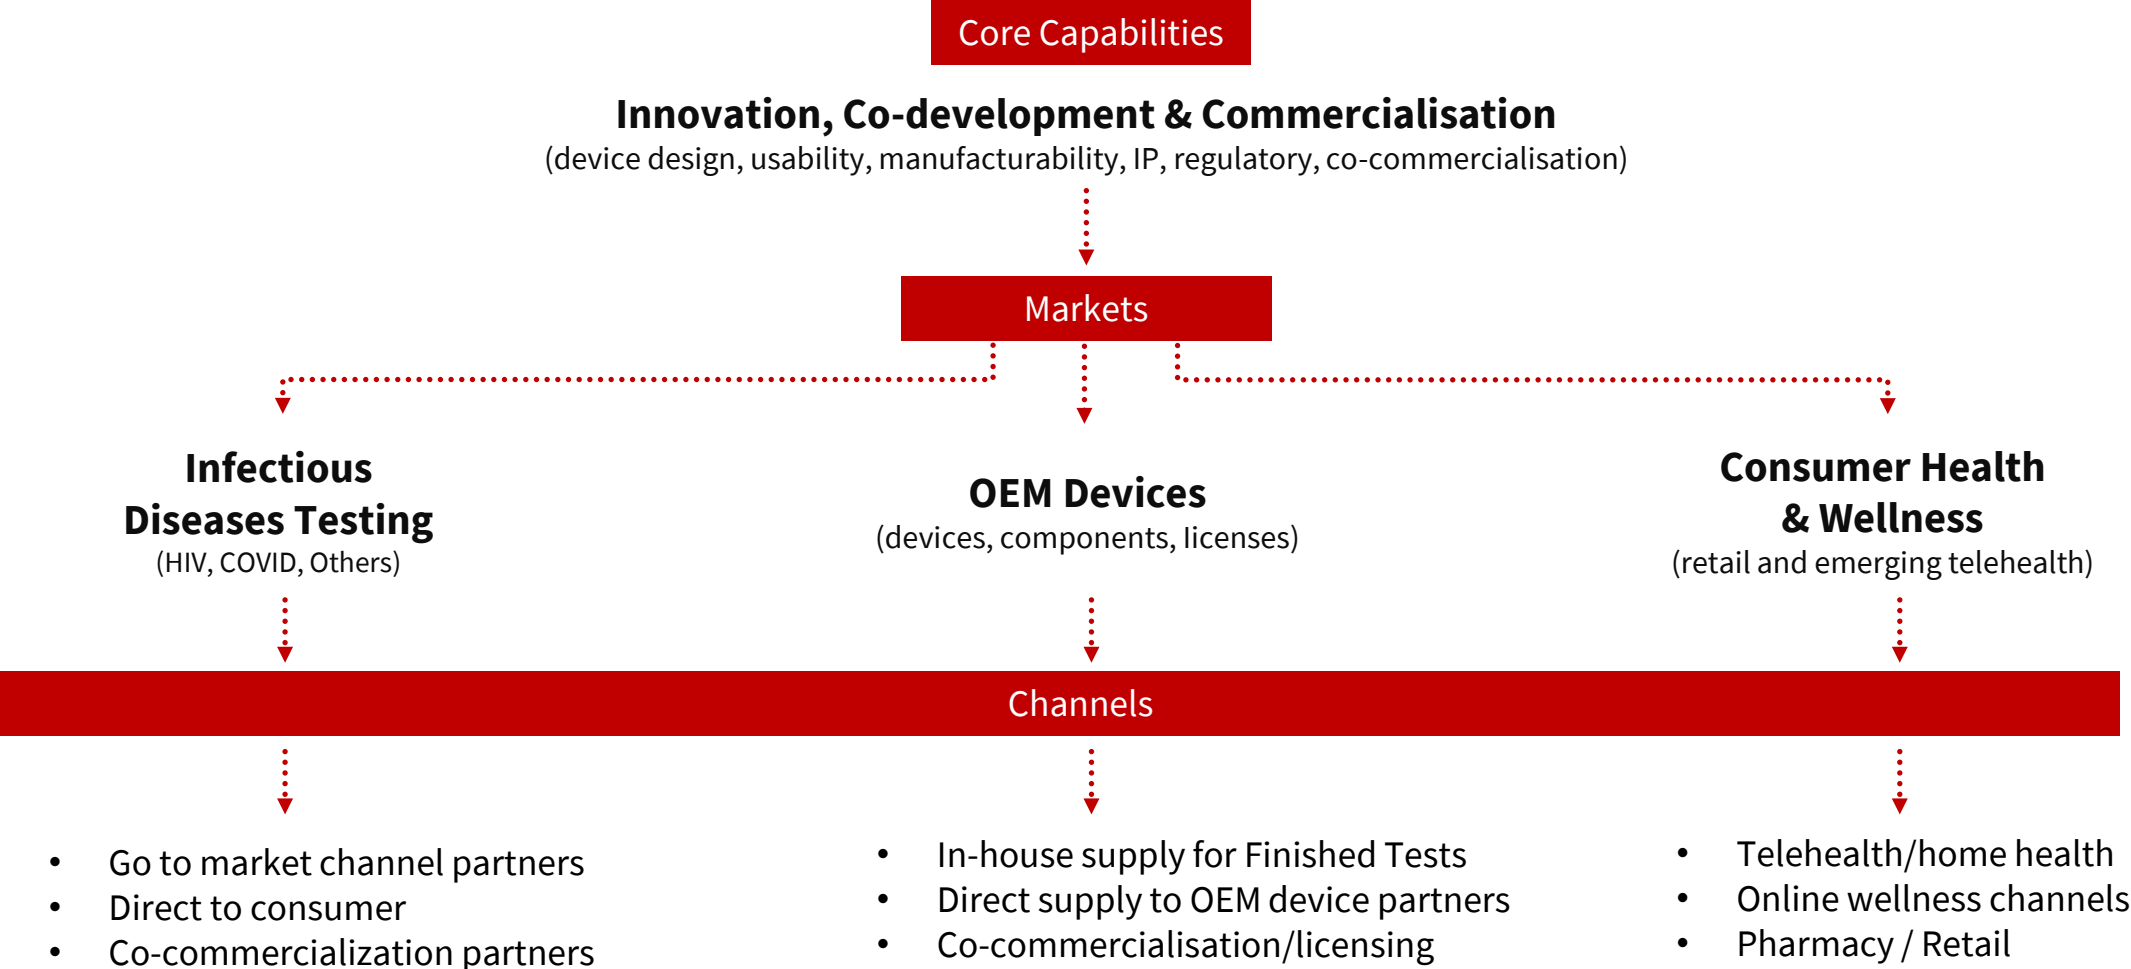 Core Capabilities
Innovation, Co-development & Commercialisation
(device design, usability, manufacturability, IP, regulatory, co-commercialisation)
Markets
Infectious
Diseases Testing
(HIV, COVID, Others)
OEM Devices
(devices, components, licenses)
Consumer Health
& Wellness
(retail and emerging telehealth)
Channels
• Go to market channel partners
• Direct to consumer
• Co-commercialization partners
• In-house supply for Finished Tests
• Direct supply to OEM device partners
• Co-commercialisation/licensing
• Telehealth/home health
• Online wellness channels
• Pharmacy / Retail